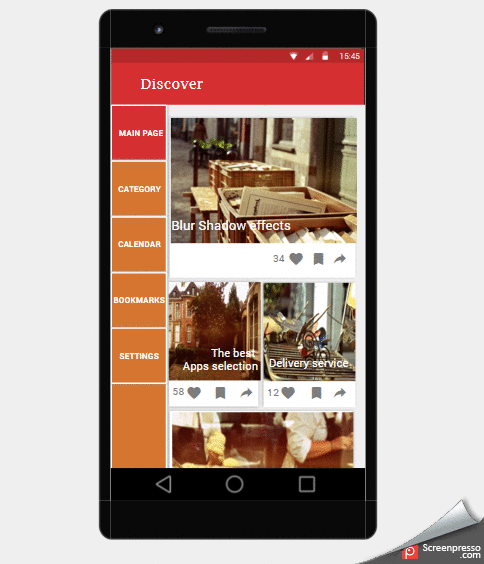 15:45
Discover
MAIN PAGE
CATEGORY
CALENDAR
BOOKMARKS
SETTINGS
Blur Shadow effects
34
The best
Apps selection
58
Delivery service
12
Screenpresso
.com